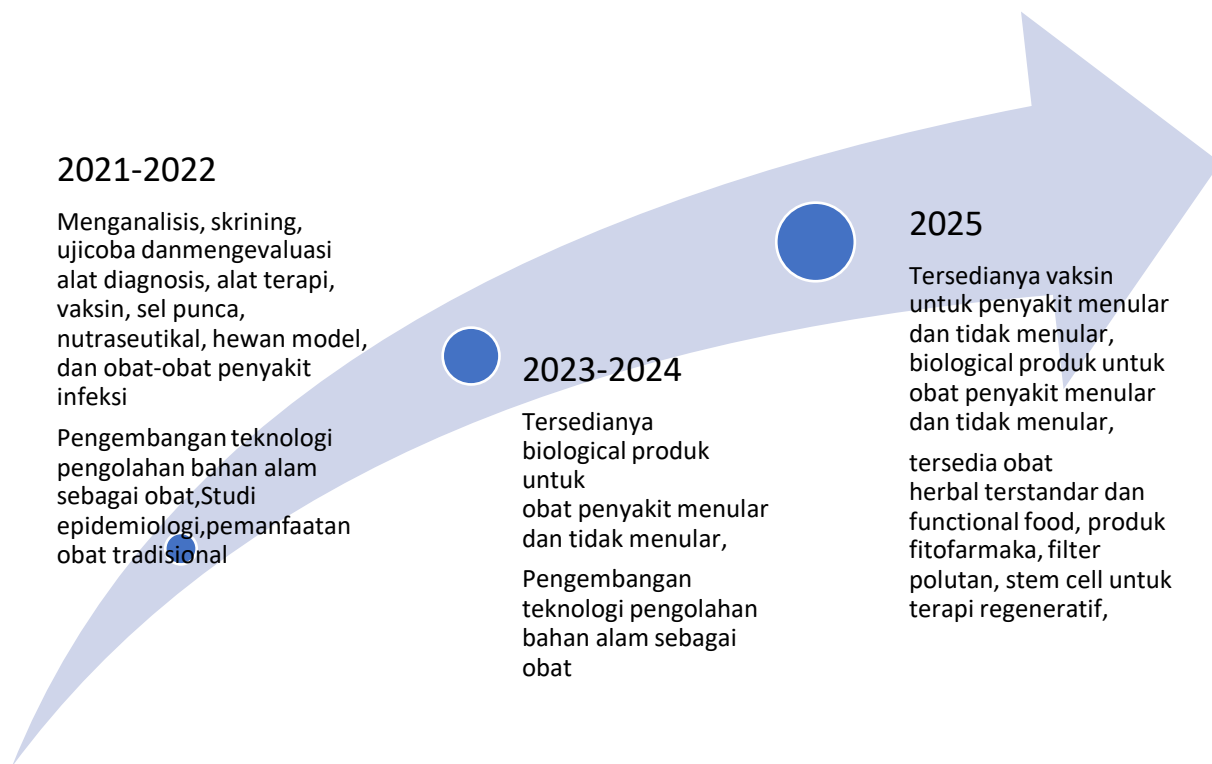 2021-2022
Menganalisis, skrining,
ujicoba danmengevaluasi
alat diagnosis, alat terapi,
vaksin, sel punca,
nutraseutikal, hewan model,
dan obat-obat penyakit
infeksi
Pengembangan teknologi
pengolahan bahan alam
sebagai obat,Studi
epidemiologi,pemanfaatan
obat tradisional
2023-2024
Tersedianya
biological produk
untuk
obat penyakit menular
dan tidak menular,
Pengembangan
teknologi pengolahan
bahan alam sebagai
obat
2025
Tersedianya vaksin
untuk penyakit menular
dan tidak menular,
biological produk untuk
obat penyakit menular
dan tidak menular,
tersedia obat
herbal terstandar dan
functional food, produk
fitofarmaka, filter
polutan, stem cell untuk
terapi regeneratif,